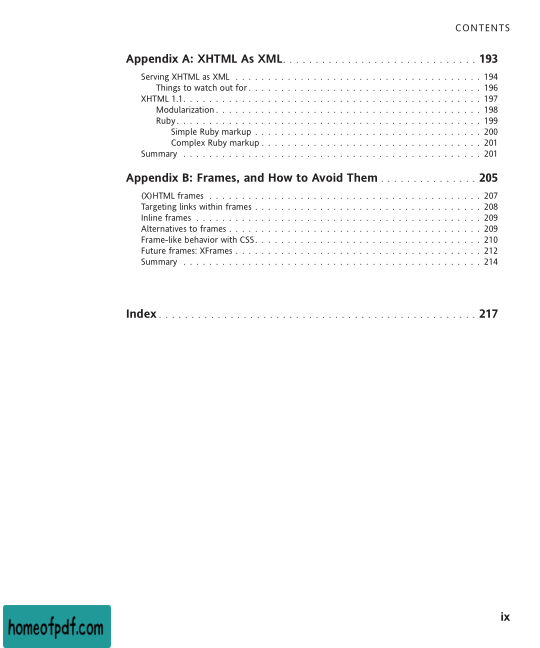 CONTENTS
Appendix A: XHTML As XML. . . . . . . . . . . . . . . . . . . . . . . . . . . . . . 193
Serving XHTML as XML . . . . . . . . . . . . . . . . . . . . . . . . . . . . . . 194
Things to watch out for. . . . . . . . . . . . . . . . . . . . . . . . . . . . . . 196
XHTML 1.1. . . . . . . . . . . . . . . . . . . . . . . . . . . . . . 197
Modularization. . . . . . . . . . . . . . . . . . . . . . . . . . . . . . 198
Ruby. . . . . . . . . . . . . . . . . . . . . . . . . . . . . . 199
Simple Ruby markup . . . . . . . . . . . . . . . . . . . . . . . . . . . . 200
Complex Ruby markup . . . . . . . . . . . . . . . . . . . . . . . . . . . 201
Summary . . . . . . . . . . . . . . . . . . . . . . . . . . . . . . 201
Appendix B: Frames, and How to Avoid Them . . . . . . . . . . . . . . . 205
(X)HTML frames . . . . . . . . . . . . . . . . . . . . . . . . . . . . . . 207
Targeting links within frames . . . . . . . . . . . . . . . . . . . . . . . . . . . . 208
Inline frames . . . . . . . . . . . . . . . . . . . . . . . . . . . . . . 209
Alternatives to frames . . . . . . . . . . . . . . . . . . . . . . . . . . . . . . 209
Frame-like behavior with CSS. . . . . . . . . . . . . . . . . . . . . . . . . . . . 210
Future frames: XFrames . . . . . . . . . . . . . . . . . . . . . . . . . . . . . . 212
Summary . . . . . . . . . . . . . . . . . . . . . . . . . . . . . . 214
Index . . . . . . . . . . . . . . . . . . . . . . . . . . . . . . 217
ix
homeofpdf.com